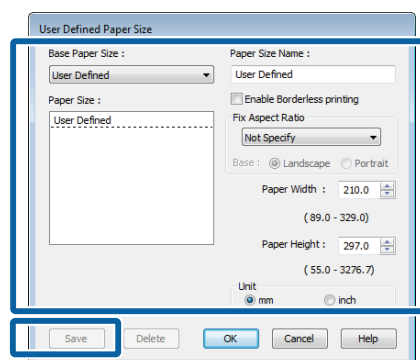 User Defined Paper Size
Base Paper Size :
User Defined
Paper Size :
User Defined
Paper Size Name :
User Defined
Enable Borderless printing
Fix Aspect Ratio
Not Specify
Base : Landscape Portrait
Paper Width : 210.0
( 89.0 - 329.0)
Paper Height : 297.0
( 55.0 - 3276.7)
Unit
mm inch
Save Delete OK Cancel Help